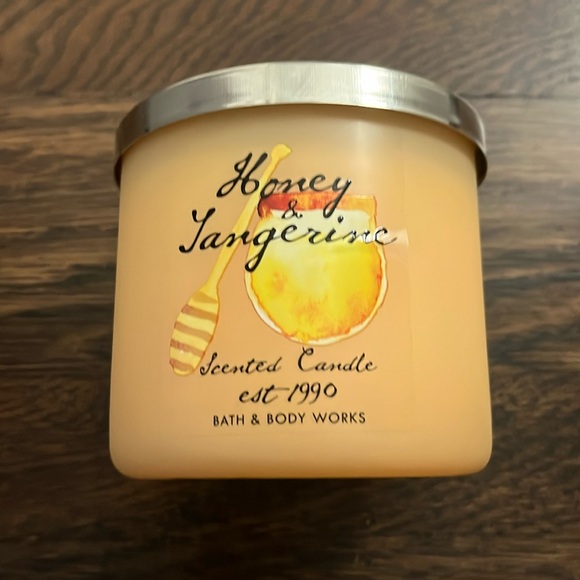 Honey
&
Tangerine
Scented Candle
est 1990
BATH & BODY WORKS